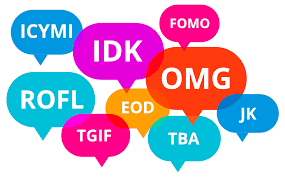 ICYMI
IDK
FOMO
OMG
ROFL
EOD
JK
TGIF
TBA